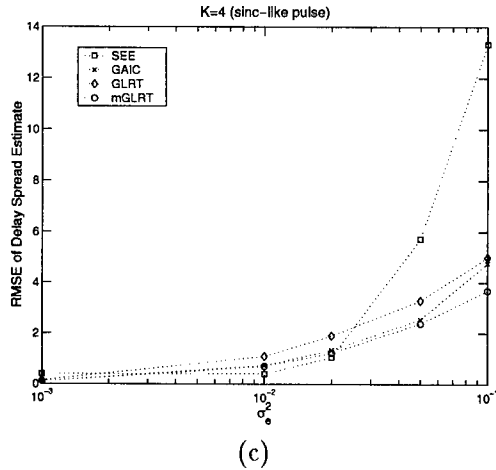 K=4 (sinc-like pulse)
14
12
10
8
6
4
2
0
RMSE of Delay Spread Estimate
SEE
GAIC
GLRT
mGLRT
10⁻³
10⁻²
10⁻¹
σ²ₑ
(c)